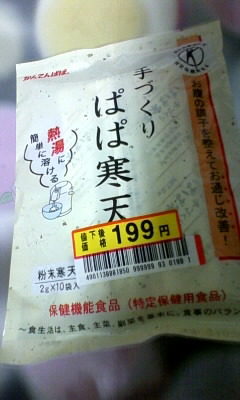 かんてんぱぱ
お腹の調子を整えてお通じ改善!
手づくり
ぱぱ寒天
熱湯に
簡単に溶ける
値下後
価格
199円
粉末寒天
2g×10袋入
保健機能食品(特定保健用食品)
~食生活は、主食、主菜、副菜を基本に、食事のバラン